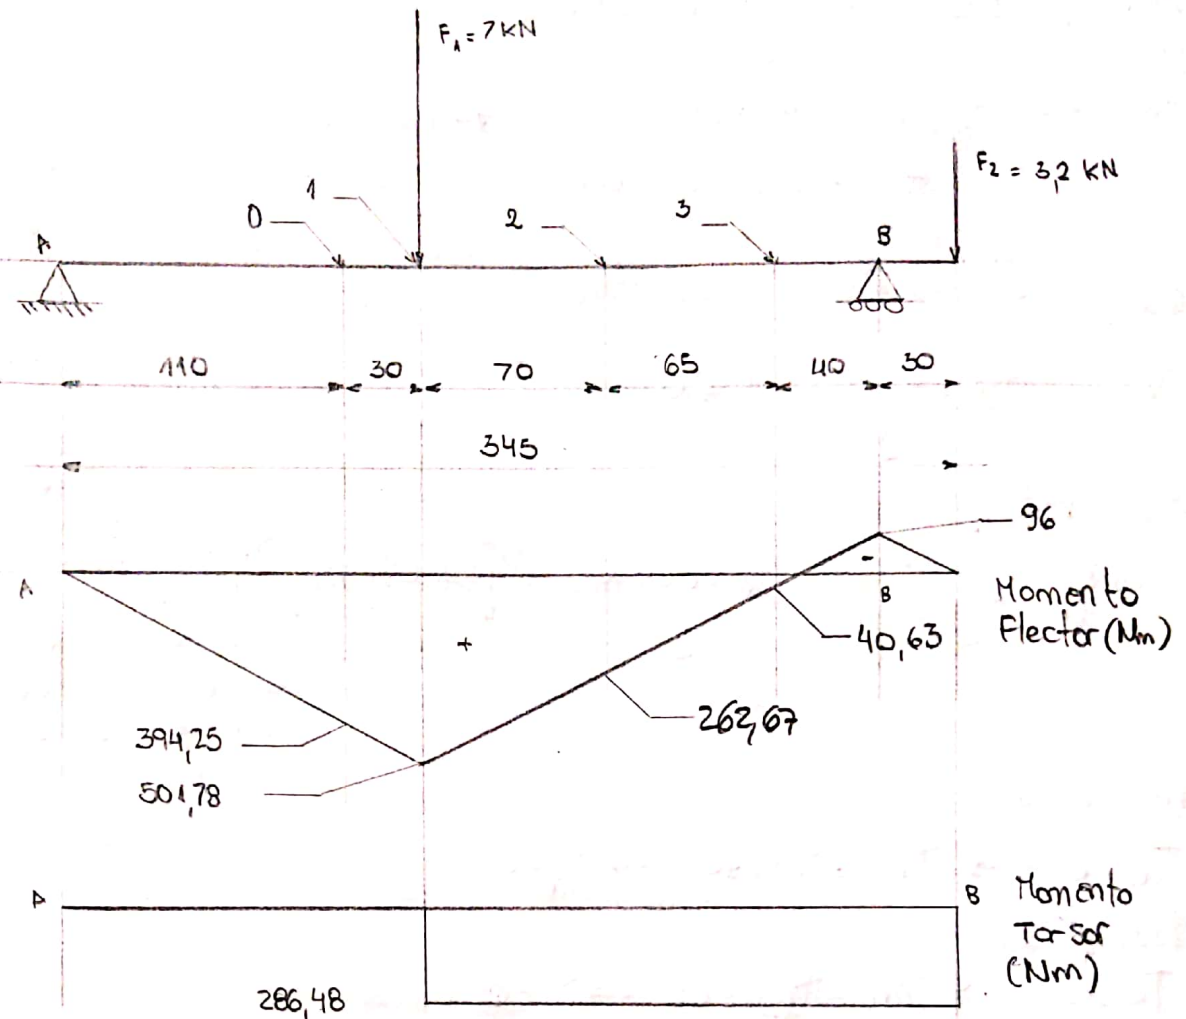 F₁ = 7 KN
F₂ = 3,2 KN
1
0
2
3
A
B
110
30
70
65
40
30
345
96
-
A
B
Momento
Flector (Nm)
+
40,63
262,67
394,25
501,78
A
B
Momento
Torsor
(Nm)
286,48